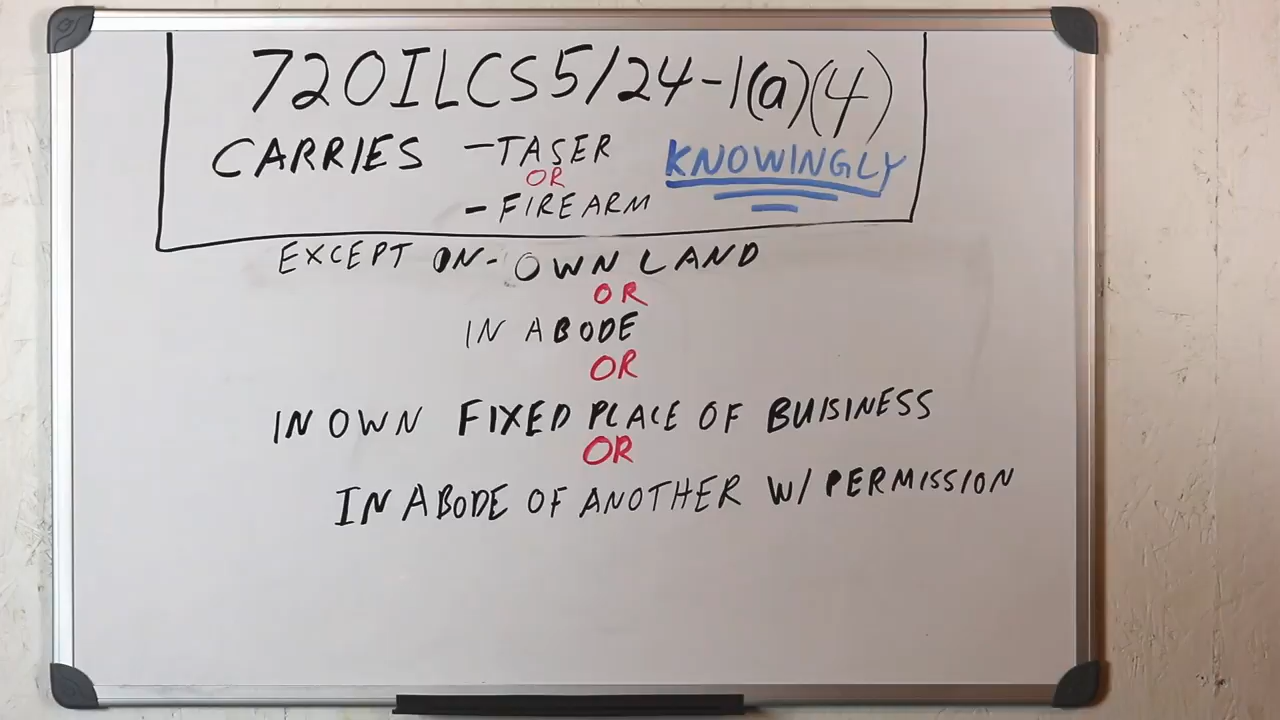 720ILCS5/24-1(a)(4)
CARRIES -TASER KNOWINGLY
OR
-FIREARM
EXCEPT ON- OWN LAND
OR
IN ABODE
OR
IN OWN FIXED PLACE OF BUISINESS
OR
IN ABODE OF ANOTHER W/ PERMISSION